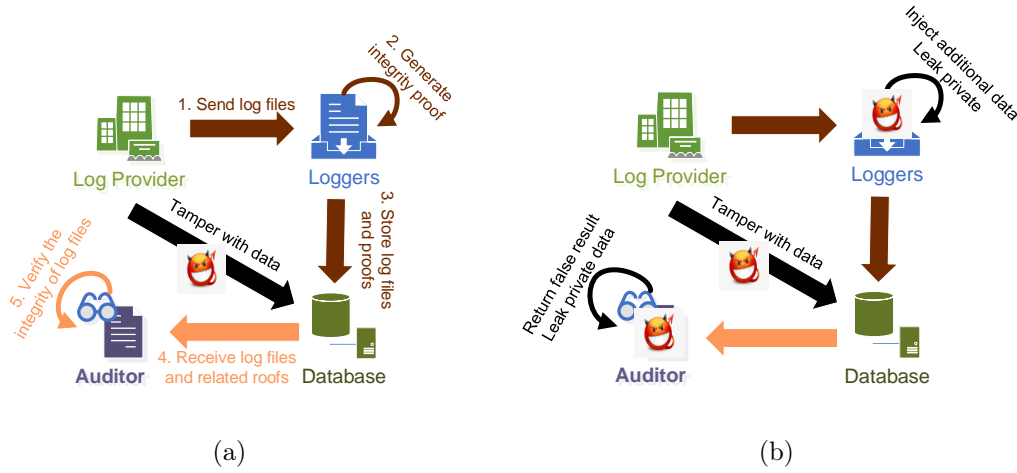 2. Generate
integrity proof
1. Send log files
Log Provider
Loggers
3. Store log files
and proofs
Tamper with data
5. Verify the
integrity of log files
4. Receive log files
and related roofs
Auditor
Database
(a)
Inject additional data
Leak private
Log Provider
Loggers
Tamper with data
Return false result
Leak private data
Auditor
Database
(b)